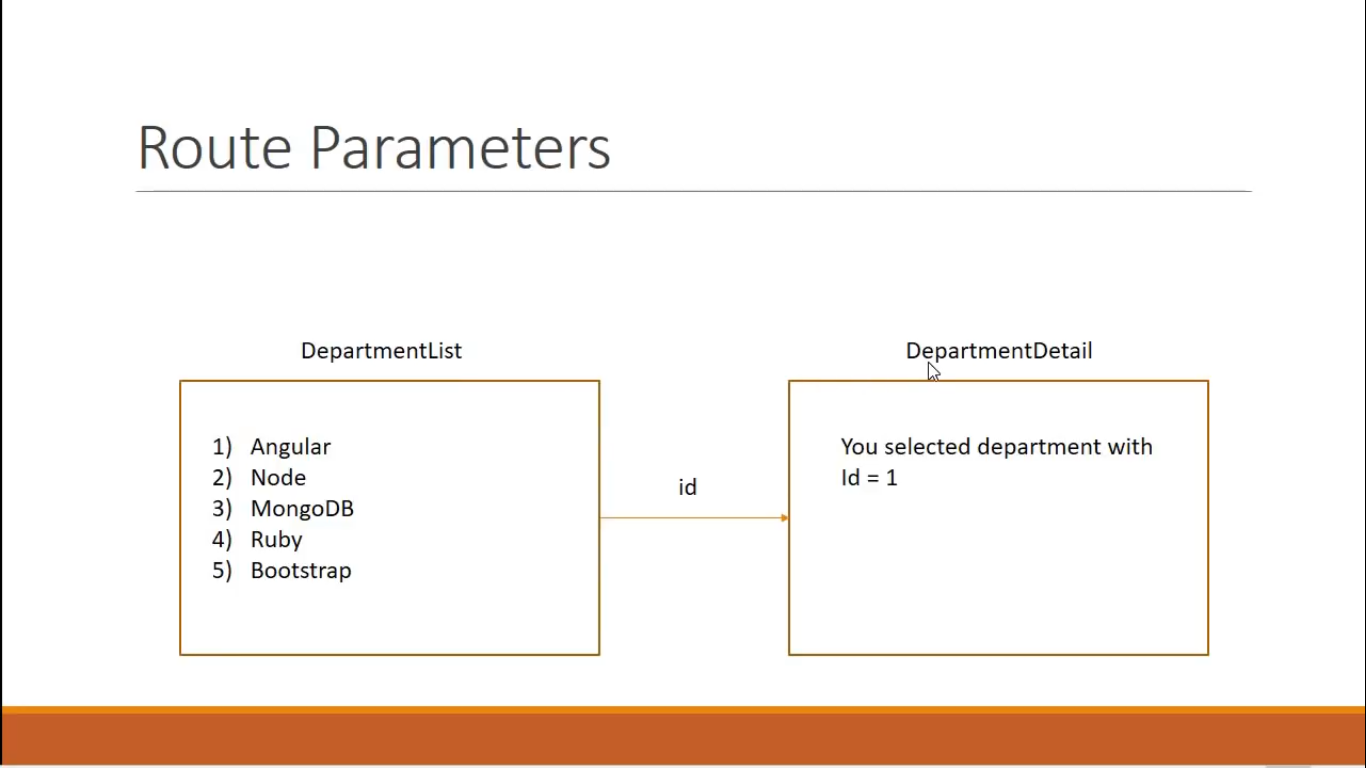 Route Parameters
DepartmentList
1) Angular
2) Node
3) MongoDB
4) Ruby
5) Bootstrap
id
DepartmentDetail
You selected department with
Id = 1